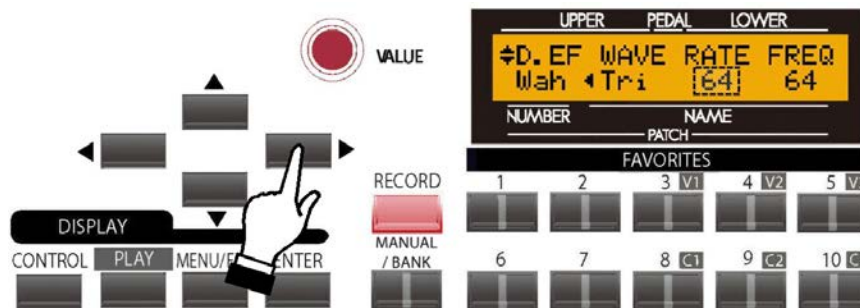 VALUE
UPPER PEDAL LOWER
D.EF WAVE RATE FREQ
Wah Tri 64 64
NUMBER NAME
PATCH
FAVORITES
RECORD
1 2 3 V1 4 V2 5
DISPLAY
MANUAL
/ BANK
CONTROL PLAY MENU/E ENTER
6 7 8 C1 9 C2 10